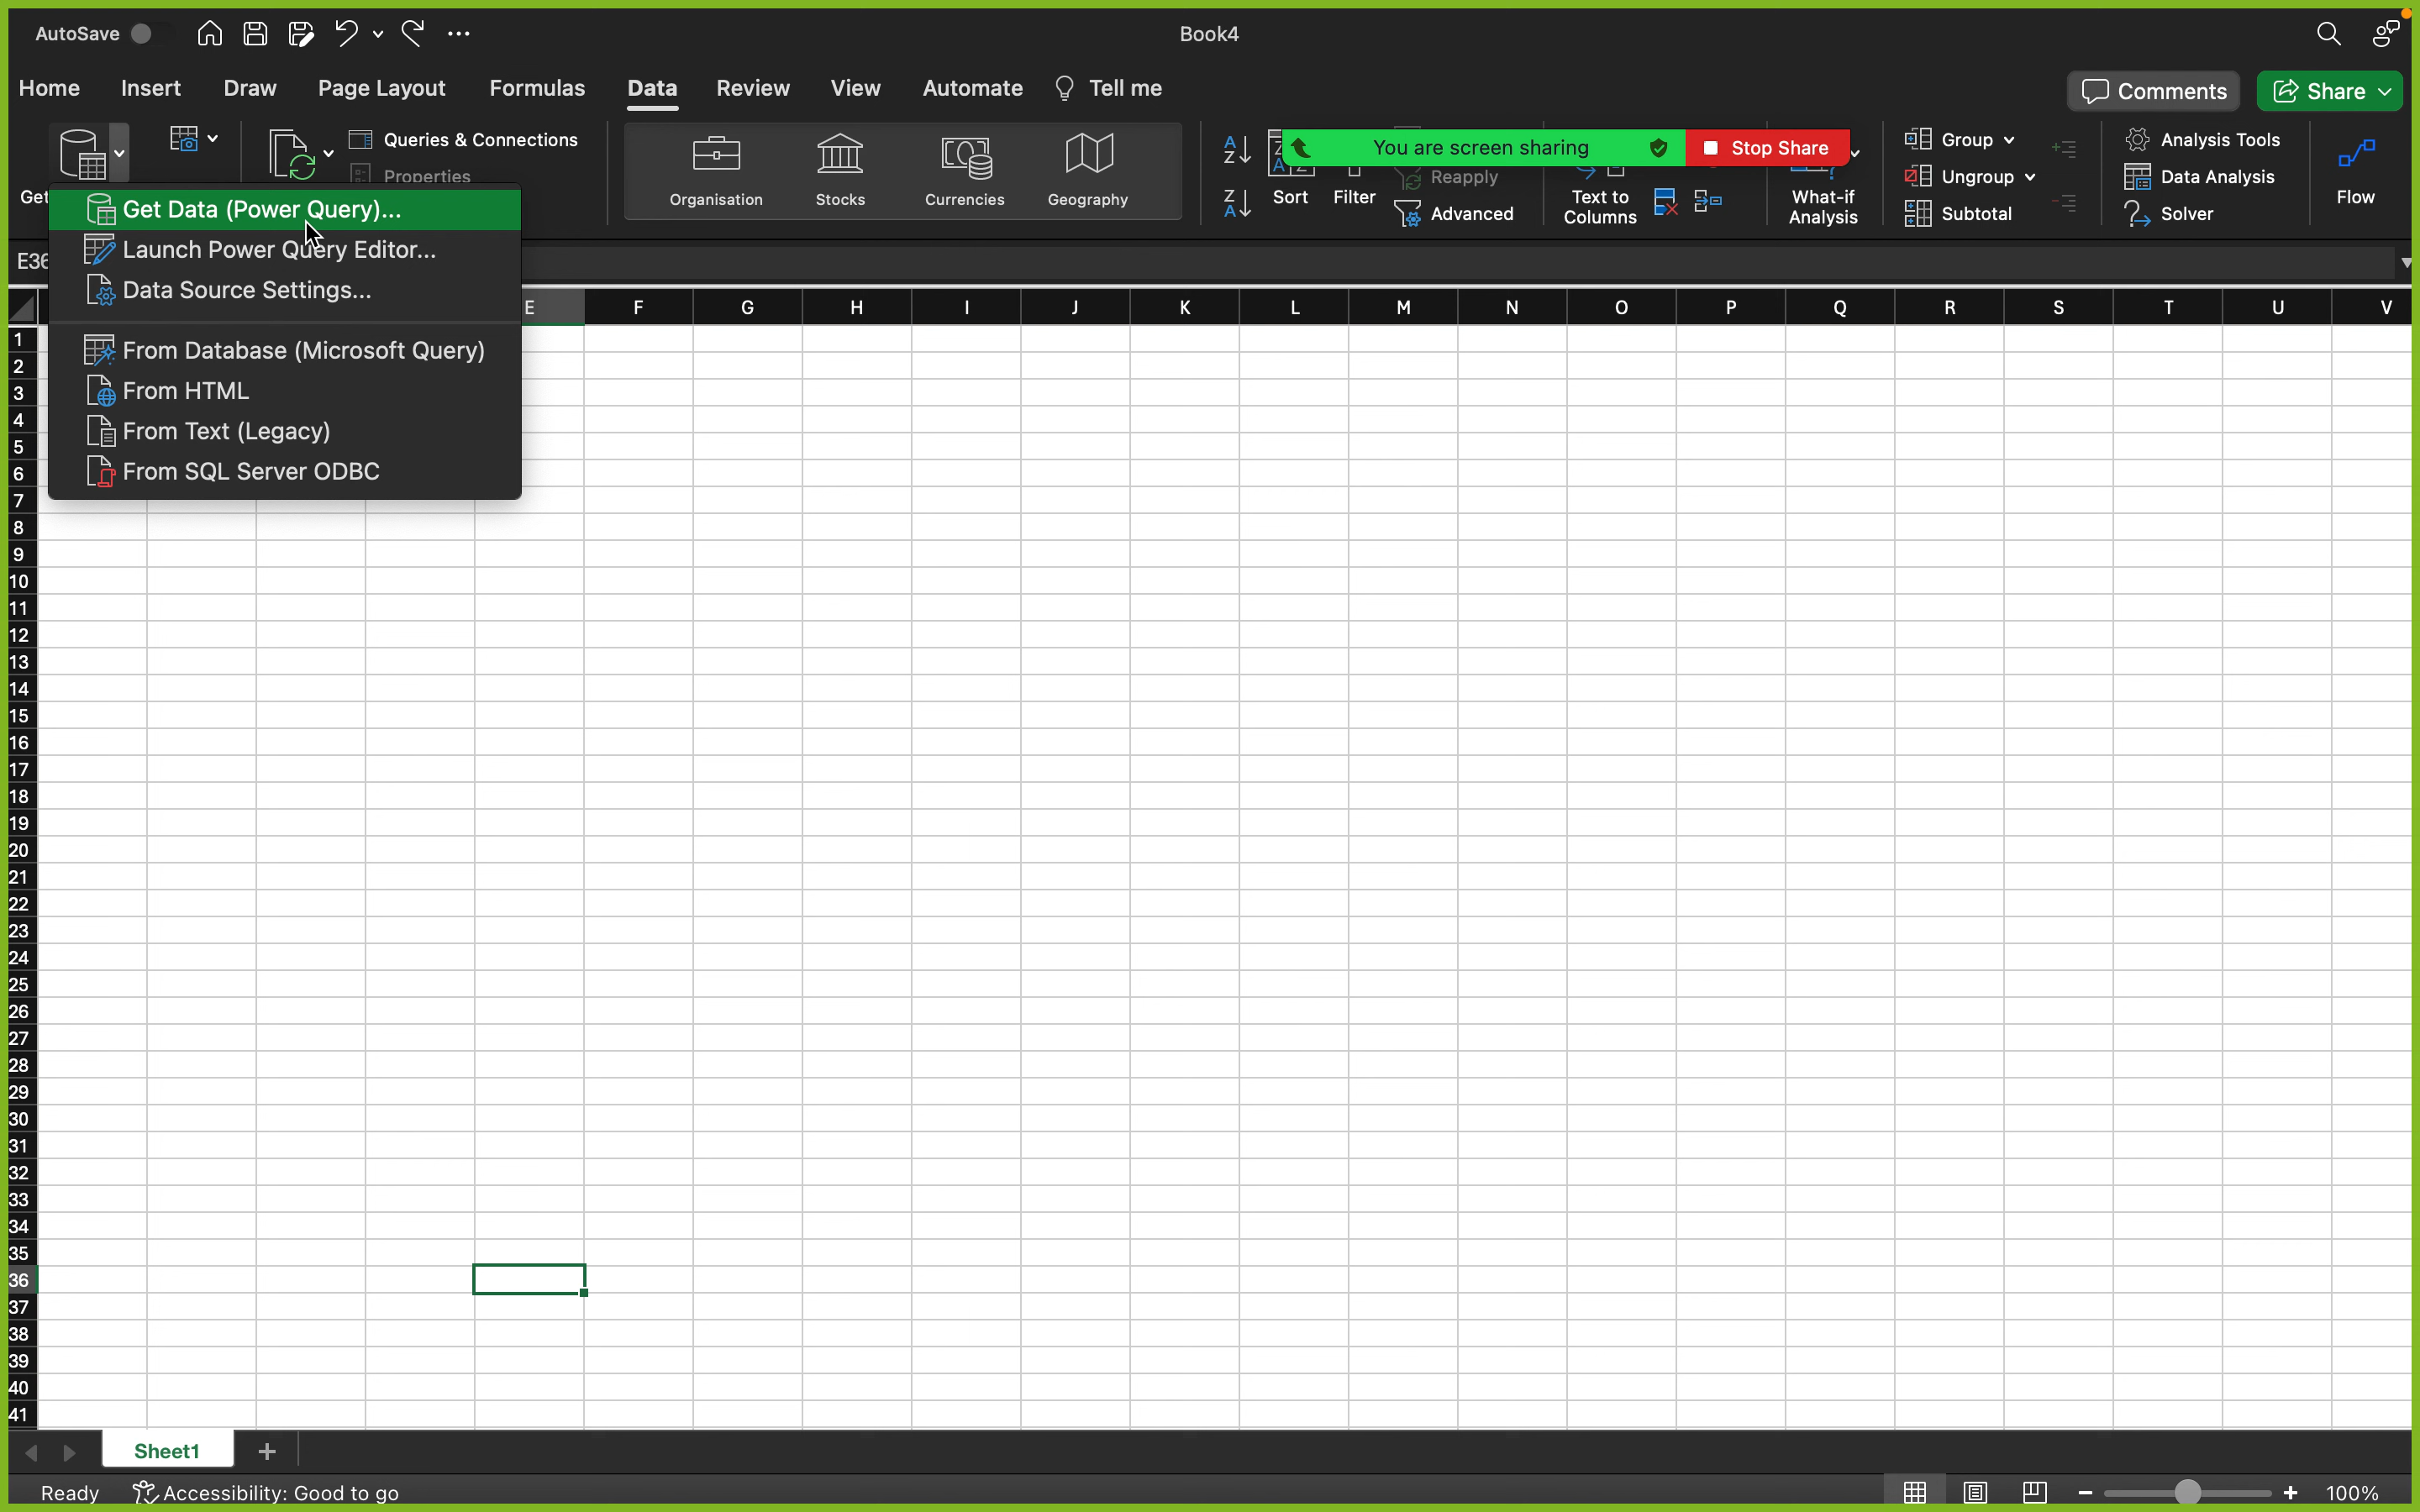 AutoSave
Book4
Home Insert Draw Page Layout Formulas Data Review View Automate Tell me
Comments Share
Get
Queries & Connections
Properties
Organisation Stocks Currencies Geography
Sort Filter
You are screen sharing
Stop Share
Reapply
Advanced
Text to
Columns
What-if
Analysis
Group
Ungroup
Subtotal
Analysis Tools
Data Analysis
Solver
Flow
Get Data (Power Query)...
Launch Power Query Editor...
Data Source Settings...
From Database (Microsoft Query)
From HTML
From Text (Legacy)
From SQL Server ODBC
E36
E F G H I J K L M N O P Q R S T U V
1
2
3
4
5
6
7
8
9
10
11
12
13
14
15
16
17
18
19
20
21
22
23
24
25
26
27
28
29
30
31
32
33
34
35
36
37
38
39
40
41
Sheet1
Ready
Accessibility: Good to go
100%